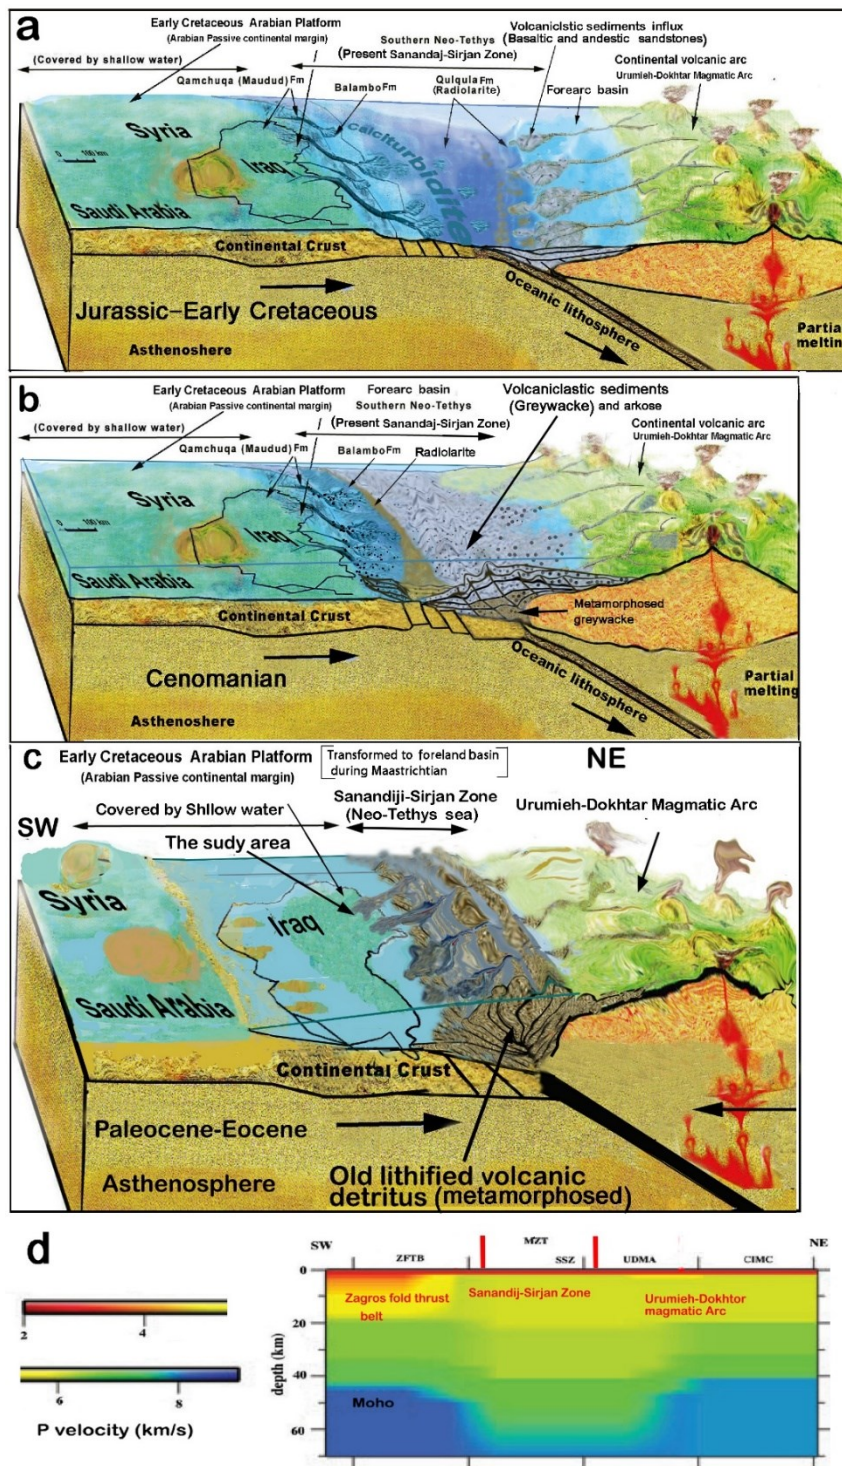 a
Early Cretaceous Arabian Platform
(Arabian Passive continental margin)
(Covered by shallow water)
Qamchuqa (Maudud) Fm
Southern Neo-Tethys
(Present Sanandaj-Sirjan Zone)
Balambo Fm
Qulqula Fm
(Radiolarite)
Volcaniclstic sediments influx
(Basaltic and andestic sandstones)
Forearc basin
Continental volcanic arc
Urumieh-Dokhtar Magmatic Arc
Syria
0 100 km
Iraq
Saudi Arabia
calciturbidite
Continental Crust
Oceanic lithosphere
Jurassic–Early Cretaceous
Asthenoshere
Partial
melting
b
Early Cretaceous Arabian Platform
(Arabian Passive continental margin)
(Covered by shallow water)
Qamchuqa (Maudud) Fm
Forearc basin
Southern Neo-Tethys
(Present Sanandaj-Sirjan Zone)
Balambo Fm
Radiolarite
Volcaniclastic sediments
(Greywacke) and arkose
Continental volcanic arc
Urumieh-Dokhtar Magmatic Arc
Syria
0 100 km
Iraq
Saudi Arabia
Continental Crust
Metamorphosed
greywacke
Oceanic lithosphere
Cenomanian
Asthenoshere
Partial
melting
c
Early Cretaceous Arabian Platform
(Arabian Passive continental margin)
Transformed to foreland basin
during Maastrichtian
NE
Covered by Shllow water
Sanandiji-Sirjan Zone
(Neo-Tethys sea)
Urumieh-Dokhtar Magmatic Arc
SW
The sudy area
Syria
Iraq
Saudi Arabia
Continental Crust
Paleocene-Eocene
Old lithified volcanic
detritus (metamorphosed)
Asthenosphere
d
SW
MZT
NE
ZFTB
SSZ
UDMA
CIMC
0
20
40
60
depth (km)
Zagros fold thrust
belt
Sanandij-Sirjan Zone
Urumieh-Dokhtor
magmatic Arc
Moho
2
4
6
8
P velocity (km/s)